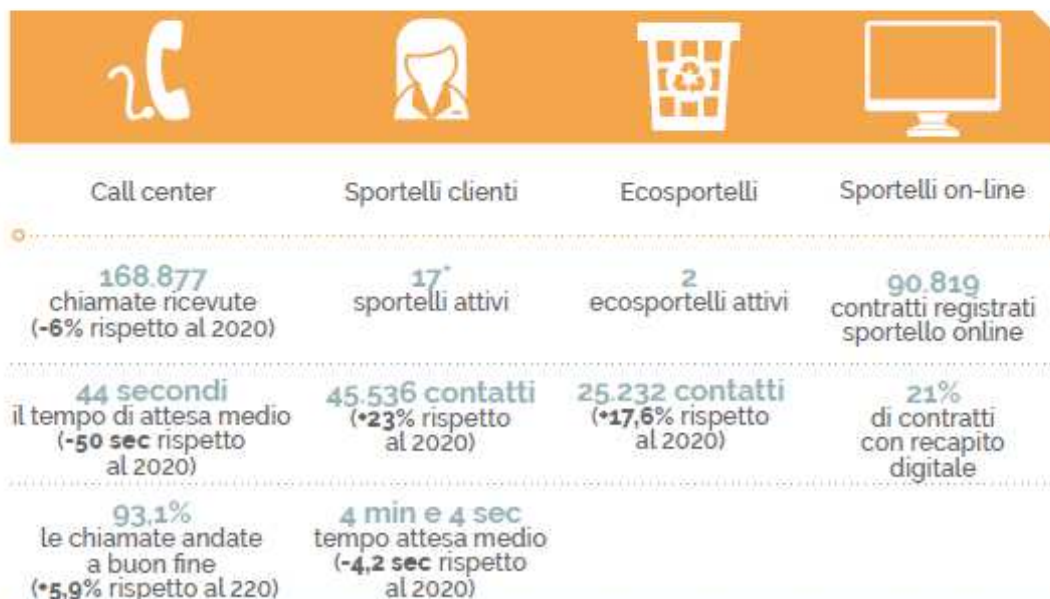 Call center
168.877
chiamate ricevute
(-6% rispetto al 2020)
44 secondi
il tempo di attesa medio
(-50 sec rispetto
al 2020)
93,1%
le chiamate andate
a buon fine
(+5,9% rispetto al 220)
Sportelli clienti
17*
sportelli attivi
45.536 contatti
(+23% rispetto
al 2020)
4 min e 4 sec
tempo attesa medio
(-4,2 sec rispetto
al 2020)
Ecosportelli
2
ecosportelli attivi
25.232 contatti
(+17,6% rispetto
al 2020)
Sportelli on-line
90.819
contratti registrati
sportello online
21%
di contratti
con recapito
digitale